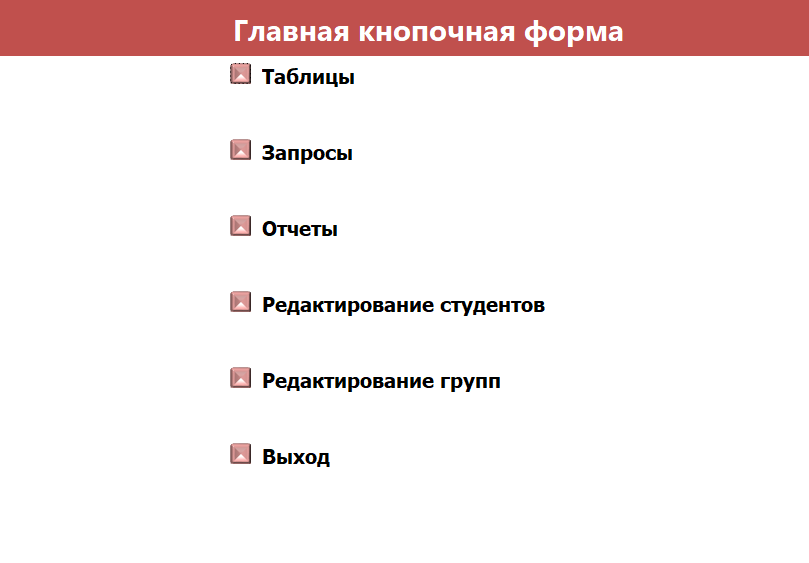 Главная кнопочная форма
Таблицы
Запросы
Отчеты
Редактирование студентов
Редактирование групп
Выход